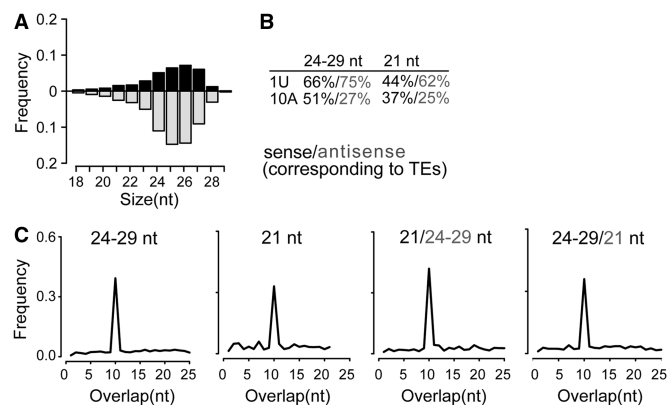 A
B
0.2
0.1
0
0.1
0.2
Frequency
18 20 22 24 26 28
Size(nt)
24-29 nt 21 nt
1U 66%/75% 44%/62%
10A 51%/27% 37%/25%
sense/antisense
(corresponding to TEs)
C
24-29 nt
21 nt
21/24-29 nt
24-29/21 nt
0.6
0.3
0.0
Frequency
0 5 10 15 20 25
0 5 10 15 20 25
0 5 10 15 20 25
0 5 10 15 20 25
Overlap(nt) Overlap(nt) Overlap(nt) Overlap(nt)